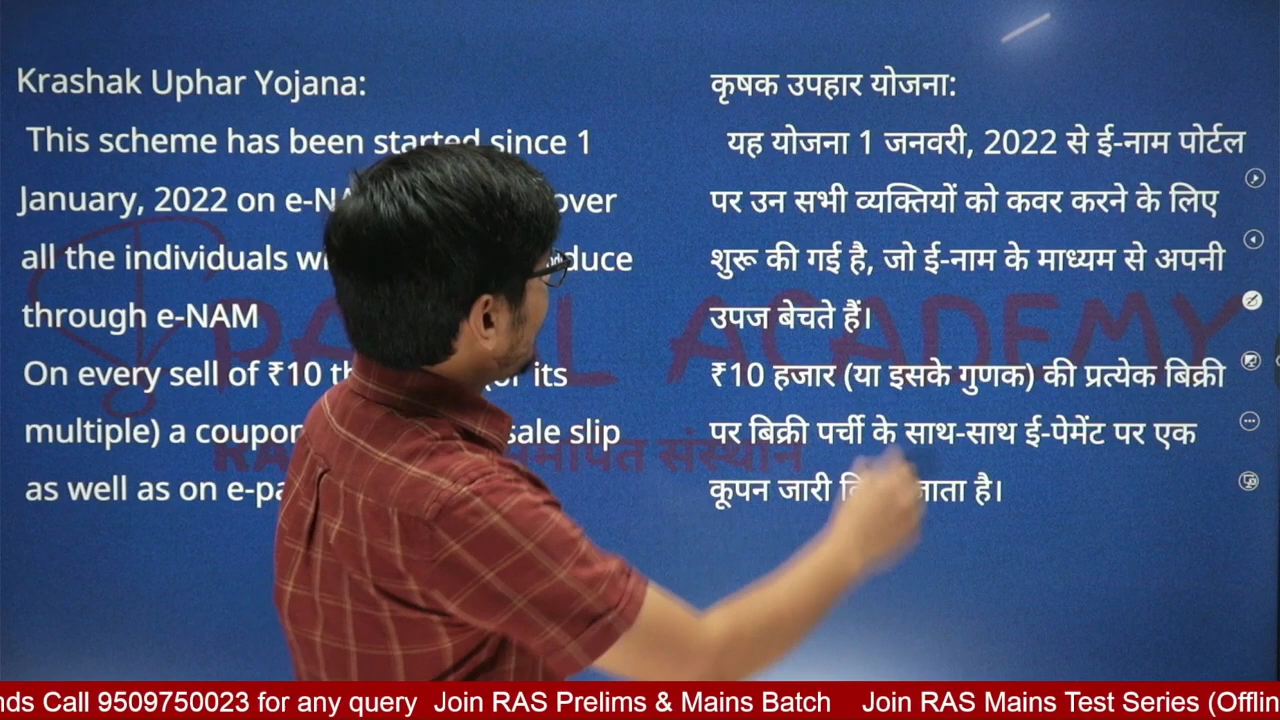 Krashak Uphar Yojana:
This scheme has been started since 1
January, 2022 on e-NA over
all the individuals duce
through e-NAM
On every sell of ₹10 its
multiple) a coupon sale slip
as well as on
कृषक उपहार योजना:
यह योजना 1 जनवरी, 2022 से ई-नाम पोर्टल
पर उन सभी व्यक्तियों को कवर करने के लिए
शुरू की गई है, जो ई-नाम के माध्यम से अपनी
उपज बेचते हैं।
₹10 हजार (या इसके गुणक) की प्रत्येक बिक्री
पर बिक्री पर्ची के साथ-साथ ई-पेमेंट पर एक
कूपन जारी जाता है।
ACADEMY
संस्थान
Call 9509750023 for any query Join RAS Prelims & Mains Batch Join RAS Mains Test Series (Offlin